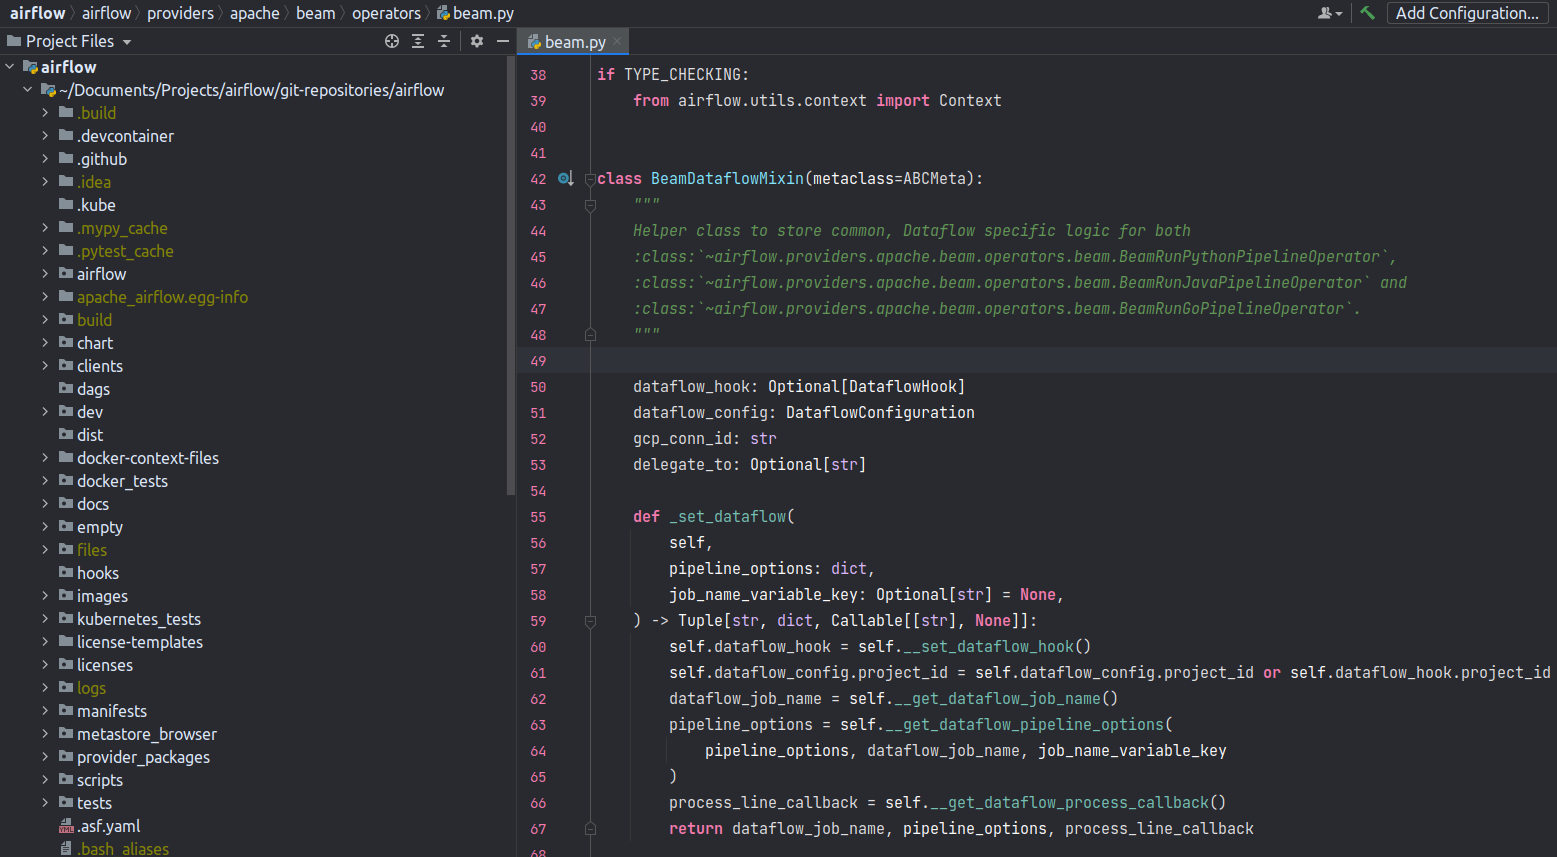 airflow airflow providers apache beam operators beam.py
Add Configuration...
Project Files
airflow
~/Documents/Projects/airflow/git-repositories/airflow
.build
.devcontainer
.github
.idea
.kube
.mypy_cache
.pytest_cache
airflow
apache_airflow.egg-info
build
chart
clients
dags
dev
dist
docker-context-files
docker_tests
docs
empty
files
hooks
images
kubernetes_tests
license-templates
licenses
logs
manifests
metastore_browser
provider_packages
scripts
tests
.asf.yaml
.bash_aliases
beam.py
38 if TYPE_CHECKING:
39     from airflow.utils.context import Context
40
41
42 class BeamDataflowMixin(metaclass=ABCMeta):
43     """
44     Helper class to store common, Dataflow specific logic for both
45     :class:`~airflow.providers.apache.beam.operators.beam.BeamRunPythonPipelineOperator`,
46     :class:`~airflow.providers.apache.beam.operators.beam.BeamRunJavaPipelineOperator` and
47     :class:`~airflow.providers.apache.beam.operators.beam.BeamRunGoPipelineOperator`.
48     """
49
50     dataflow_hook: Optional[DataflowHook]
51     dataflow_config: DataflowConfiguration
52     gcp_conn_id: str
53     delegate_to: Optional[str]
54
55     def _set_dataflow(
56         self,
57         pipeline_options: dict,
58         job_name_variable_key: Optional[str] = None,
59     ) -> Tuple[str, dict, Callable[[str], None]]:
60         self.dataflow_hook = self.__set_dataflow_hook()
61         self.dataflow_config.project_id = self.dataflow_config.project_id or self.dataflow_hook.project_id
62         dataflow_job_name = self.__get_dataflow_job_name()
63         pipeline_options = self.__get_dataflow_pipeline_options(
64             pipeline_options, dataflow_job_name, job_name_variable_key
65         )
66         process_line_callback = self.__get_dataflow_process_callback()
67         return dataflow_job_name, pipeline_options, process_line_callback
68